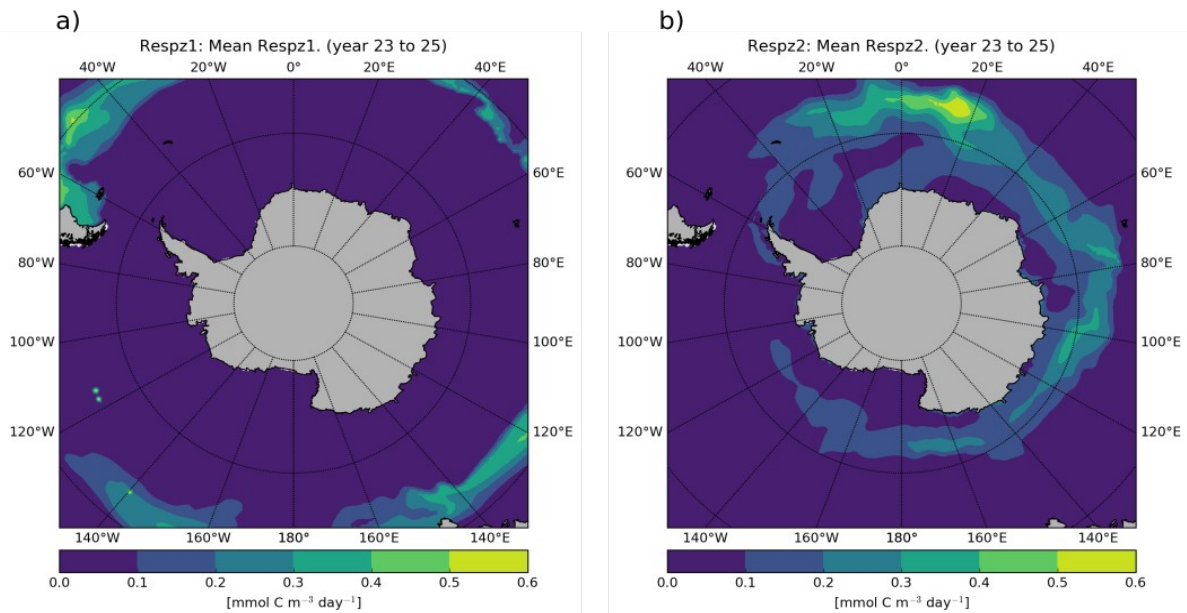 a)
Respz1: Mean Respz1. (year 23 to 25)
40°W 20°W 0° 20°E 40°E
60°W 60°E
80°W 80°E
100°W 100°E
120°W 120°E
140°W 160°W 180° 160°E 140°E
0.0 0.1 0.2 0.3 0.4 0.5 0.6
[mmol C m⁻³ day⁻¹]
b)
Respz2: Mean Respz2. (year 23 to 25)
40°W 20°W 0° 20°E 40°E
60°W 60°E
80°W 80°E
100°W 100°E
120°W 120°E
140°W 160°W 180° 160°E 140°E
0.0 0.1 0.2 0.3 0.4 0.5 0.6
[mmol C m⁻³ day⁻¹]